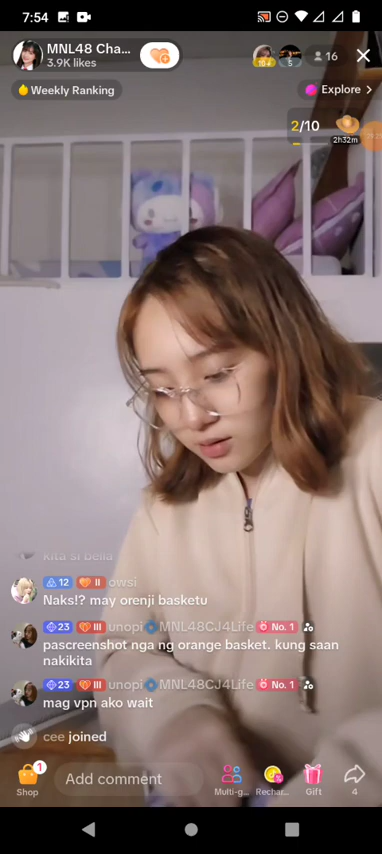 7:54
MNL48 Cha...
3.9K likes
10+
5
16
Weekly Ranking
Explore
2/10
2h32m
kita si bella
12 II owsi
Naks!? may orenji basketu
23 III unopi MNL48CJ4Life No. 1
pascreenshot nga ng orange basket. kung saan
nakikita
23 III unopi MNL48CJ4Life No. 1
mag vpn ako wait
cee joined
1
Add comment
Shop
Multi-g...
Rechar...
Gift
4